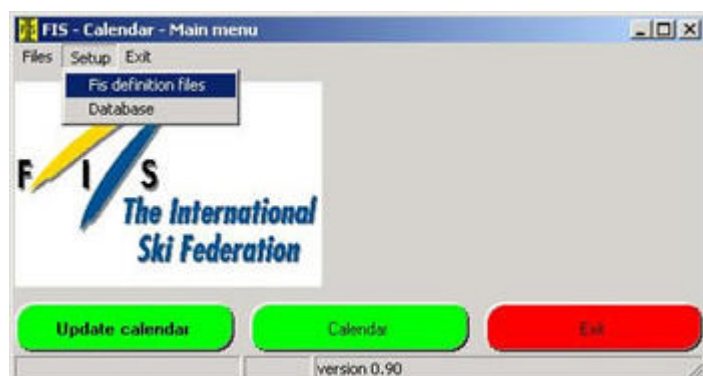 FIS - Calendar - Main menu
Files Setup Exit
Fis definition files
Database
F I S
The International
Ski Federation
Update calendar Calendar Exit
version 0.90